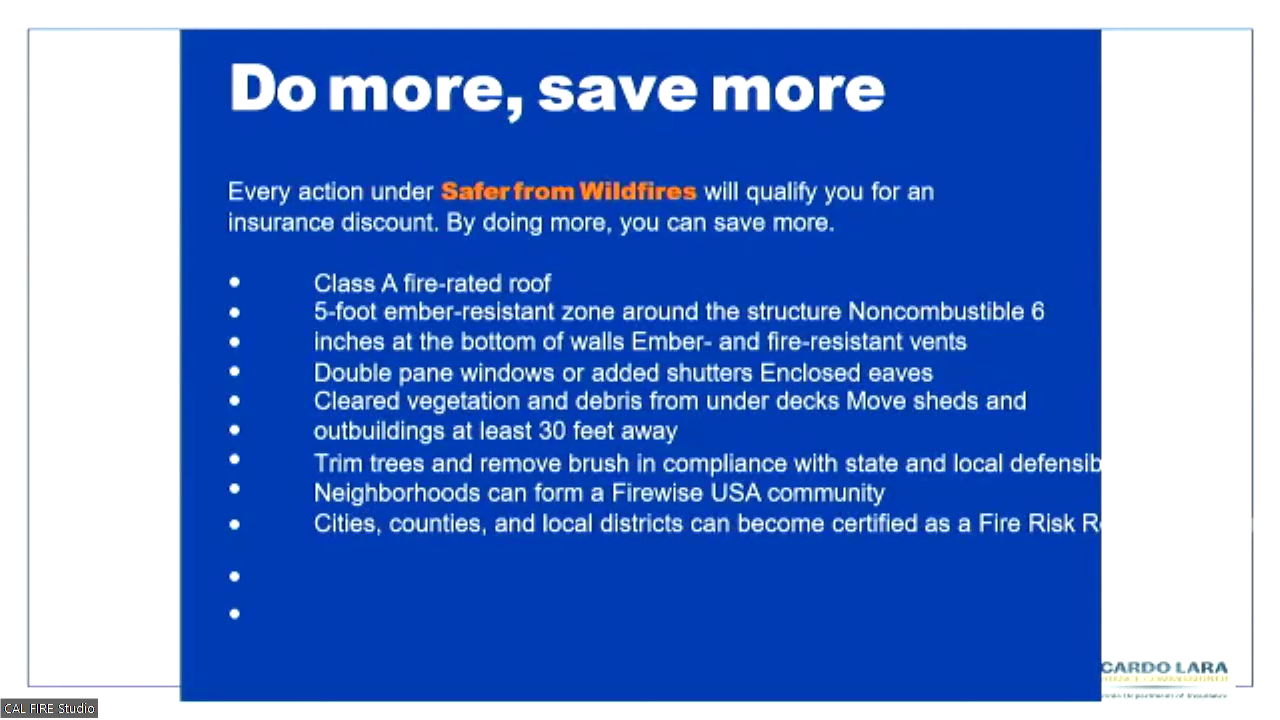 Do more, save more
Every action under Safer from Wildfires will qualify you for an
insurance discount. By doing more, you can save more.
• Class A fire-rated roof
• 5-foot ember-resistant zone around the structure Noncombustible 6
• inches at the bottom of walls Ember- and fire-resistant vents
• Double pane windows or added shutters Enclosed eaves
• Cleared vegetation and debris from under decks Move sheds and
• outbuildings at least 30 feet away
• Trim trees and remove brush in compliance with state and local defensib
• Neighborhoods can form a Firewise USA community
• Cities, counties, and local districts can become certified as a Fire Risk R
•
•
CARDO LARA
CAL FIRE Studio